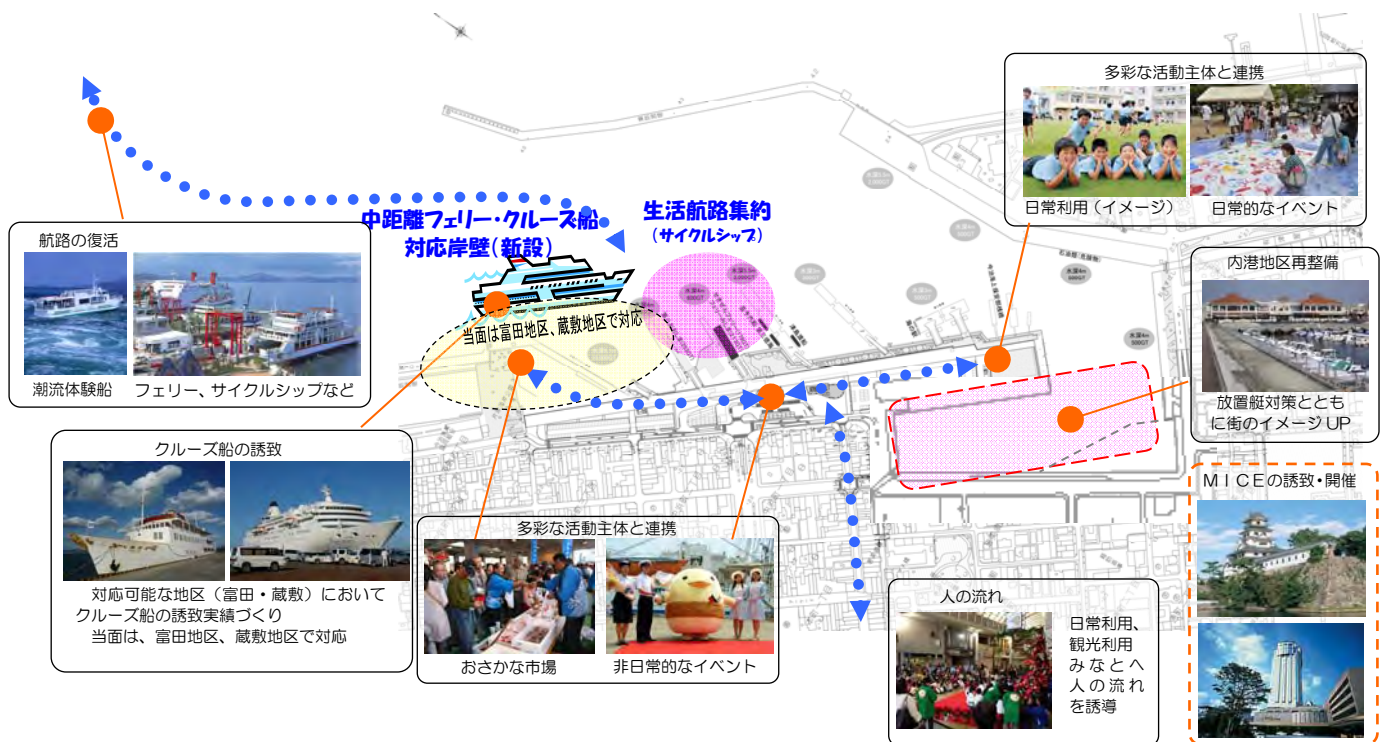 多彩な活動主体と連携
日常利用（イメージ）
日常的なイベント
中距離フェリー・クルーズ船
対応岸壁（新設）
生活航路集約
（サイクルシップ）
航路の復活
潮流体験船
フェリー、サイクルシップなど
当面は富田地区、蔵敷地区で対応
内港地区再整備
放置艇対策ととも
に街のイメージUP
クルーズ船の誘致
対応可能な地区（富田・蔵敷）において
クルーズ船の誘致実績づくり
当面は、富田地区、蔵敷地区で対応
多彩な活動主体と連携
おさかな市場
非日常的なイベント
人の流れ
日常利用、
観光利用
みなとへ
人の流れ
を誘導
ＭＩＣＥの誘致・開催